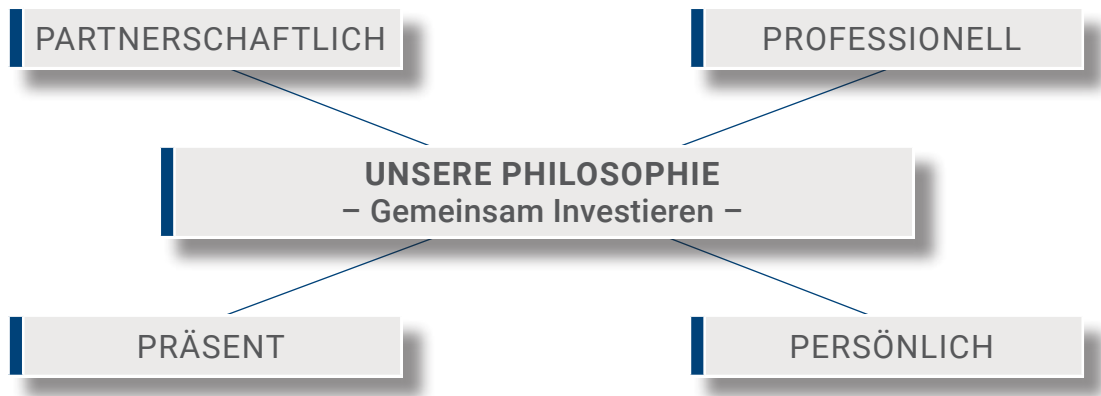 PARTNERSCHAFTLICH
PROFESSIONELL
UNSERE PHILOSOPHIE
– Gemeinsam Investieren –
PRÄSENT
PERSÖNLICH